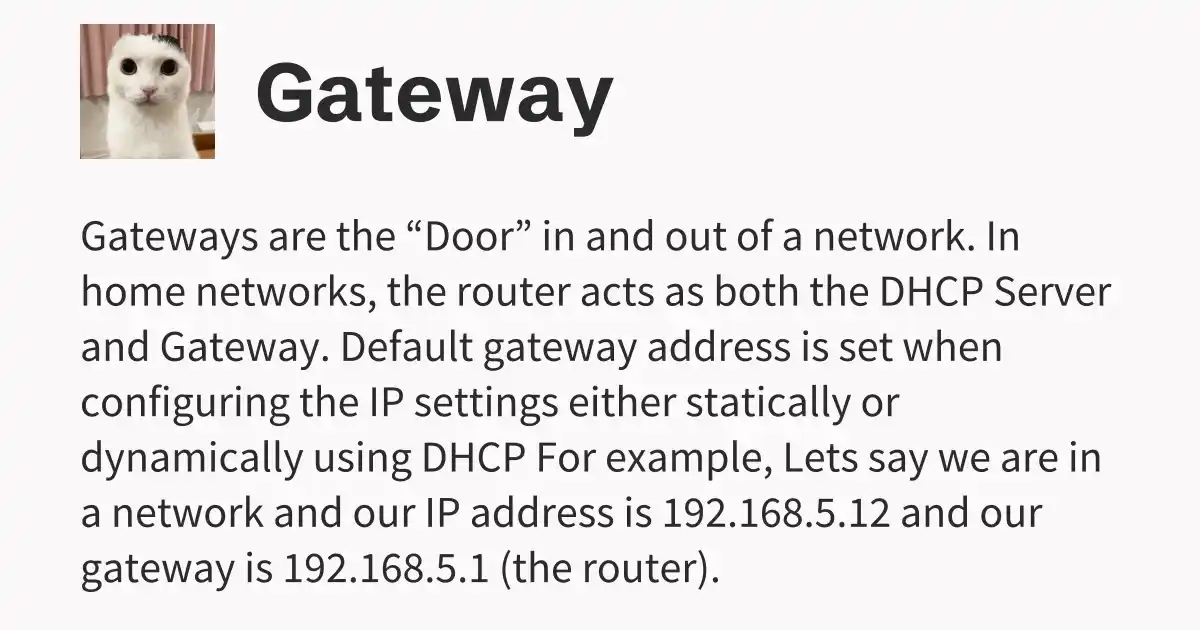 Gateway
Gateways are the “Door” in and out of a network. In
home networks, the router acts as both the DHCP Server
and Gateway. Default gateway address is set when
configuring the IP settings either statically or
dynamically using DHCP For example, Lets say we are in
a network and our IP address is 192.168.5.12 and our
gateway is 192.168.5.1 (the router).